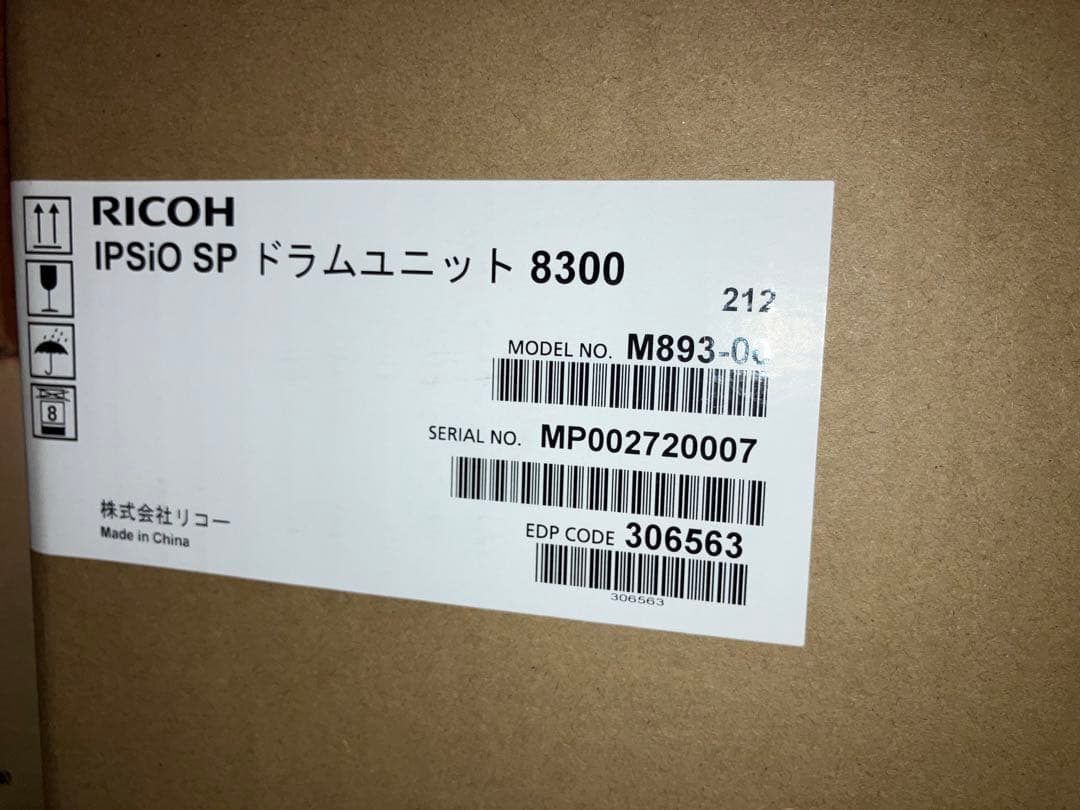 RICOH
IPSiO SP ドラムユニット 8300
212
MODEL NO.
SERIAL NO. MP002720007
EDP CODE 306563
306563
8
株式会社リコー
Made in China